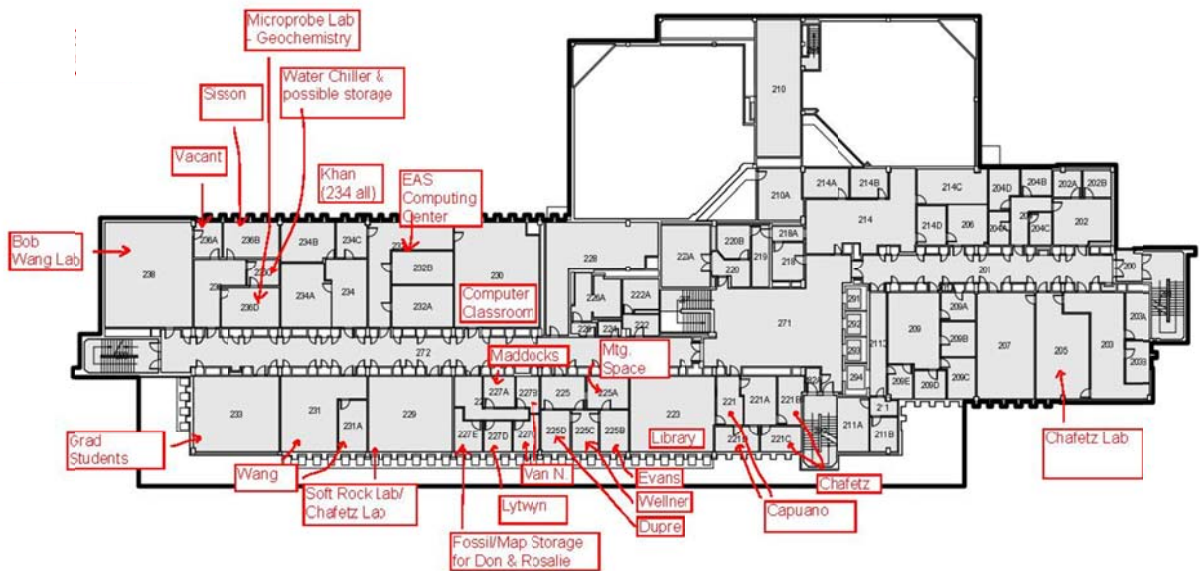 Microprobe Lab
- Geochemistry
Water Chiller &
possible storage
Sisson
Vacant
Khan
(234 all)
EAS
Computing
Center
Bob
Wang Lab
210
210A
214A
214B
214C
204D
204B
202A
202B
214
214D
206
204A
204C
202
236A
236B
234B
234C
238
236D
234A
234
232D
232A
230
Computer
Classroom
228
226A
222A
224
222
220B
220
219
218A
218
271
291
292
293
294
201
200
209
209A
209B
209C
209D
209E
207
205
203
203A
203B
272
Maddocks
Mtg.
Space
233
231
231A
229
227A
227E
227D
225
225A
225D
225C
225B
223
Library
221
221A
221B
221C
211A
211B
Grad
Students
Wang
Soft Rock Lab/
Chafetz Lab
Van N.
Lytwyn
Fossil/Map Storage
for Don & Rosalie
Evans
Wellner
Dupre
Chafetz
Capuano
Chafetz Lab